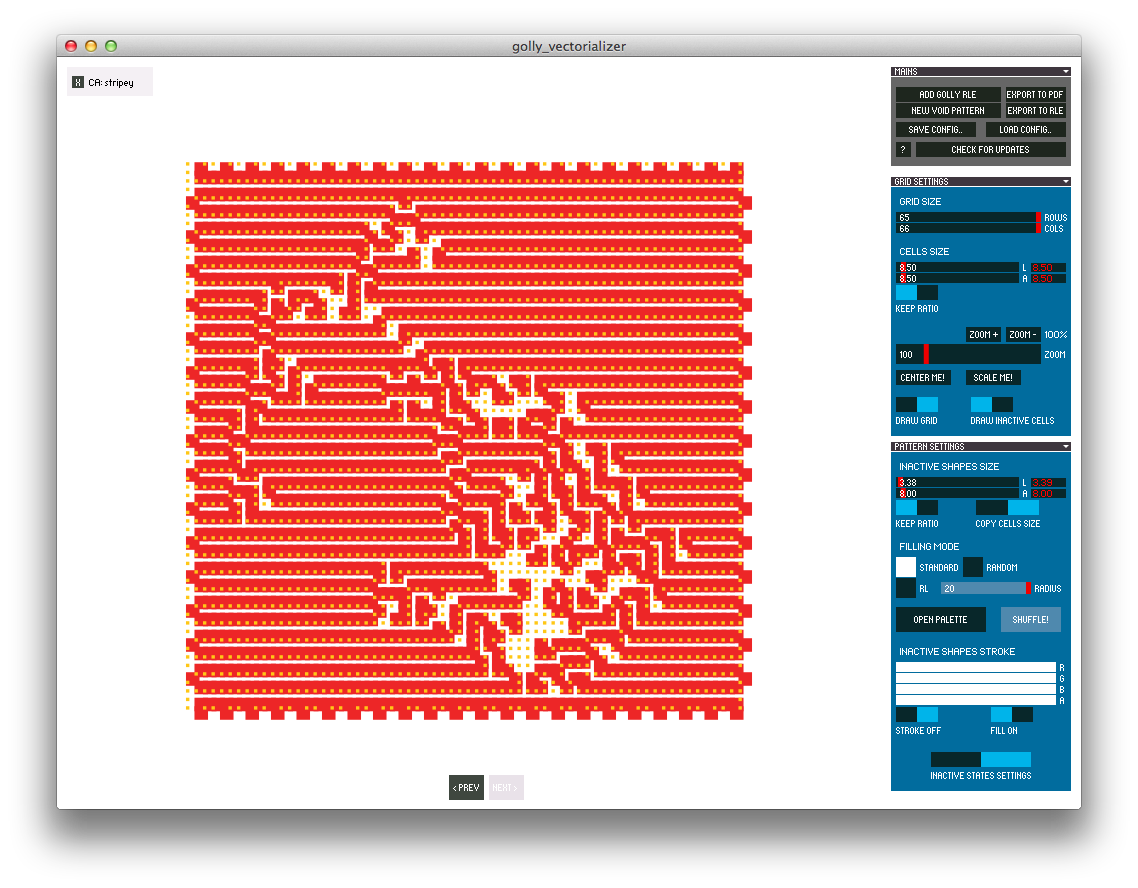 golly_vectorializer
X CA: stripey
MAINS
ADD GOLLY RLE EXPORT TO PDF
NEW VOID PATTERN EXPORT TO RLE
SAVE CONFIG.. LOAD CONFIG..
? CHECK FOR UPDATES
GRID SETTINGS
GRID SIZE
65 ROWS
66 COLS
CELLS SIZE
8.50 L 8.50
8.50 A 8.50
KEEP RATIO
ZOOM + ZOOM - 100%
100 ZOOM
CENTER ME! SCALE ME!
DRAW GRID DRAW INACTIVE CELLS
PATTERN SETTINGS
INACTIVE SHAPES SIZE
3.38 L 3.39
8.00 A 8.00
KEEP RATIO COPY CELLS SIZE
FILLING MODE
STANDARD RANDOM
RL 20 RADIUS
OPEN PALETTE SHUFFLE!
INACTIVE SHAPES STROKE
R
G
B
A
STROKE OFF FILL ON
INACTIVE STATES SETTINGS
< PREV NEXT >